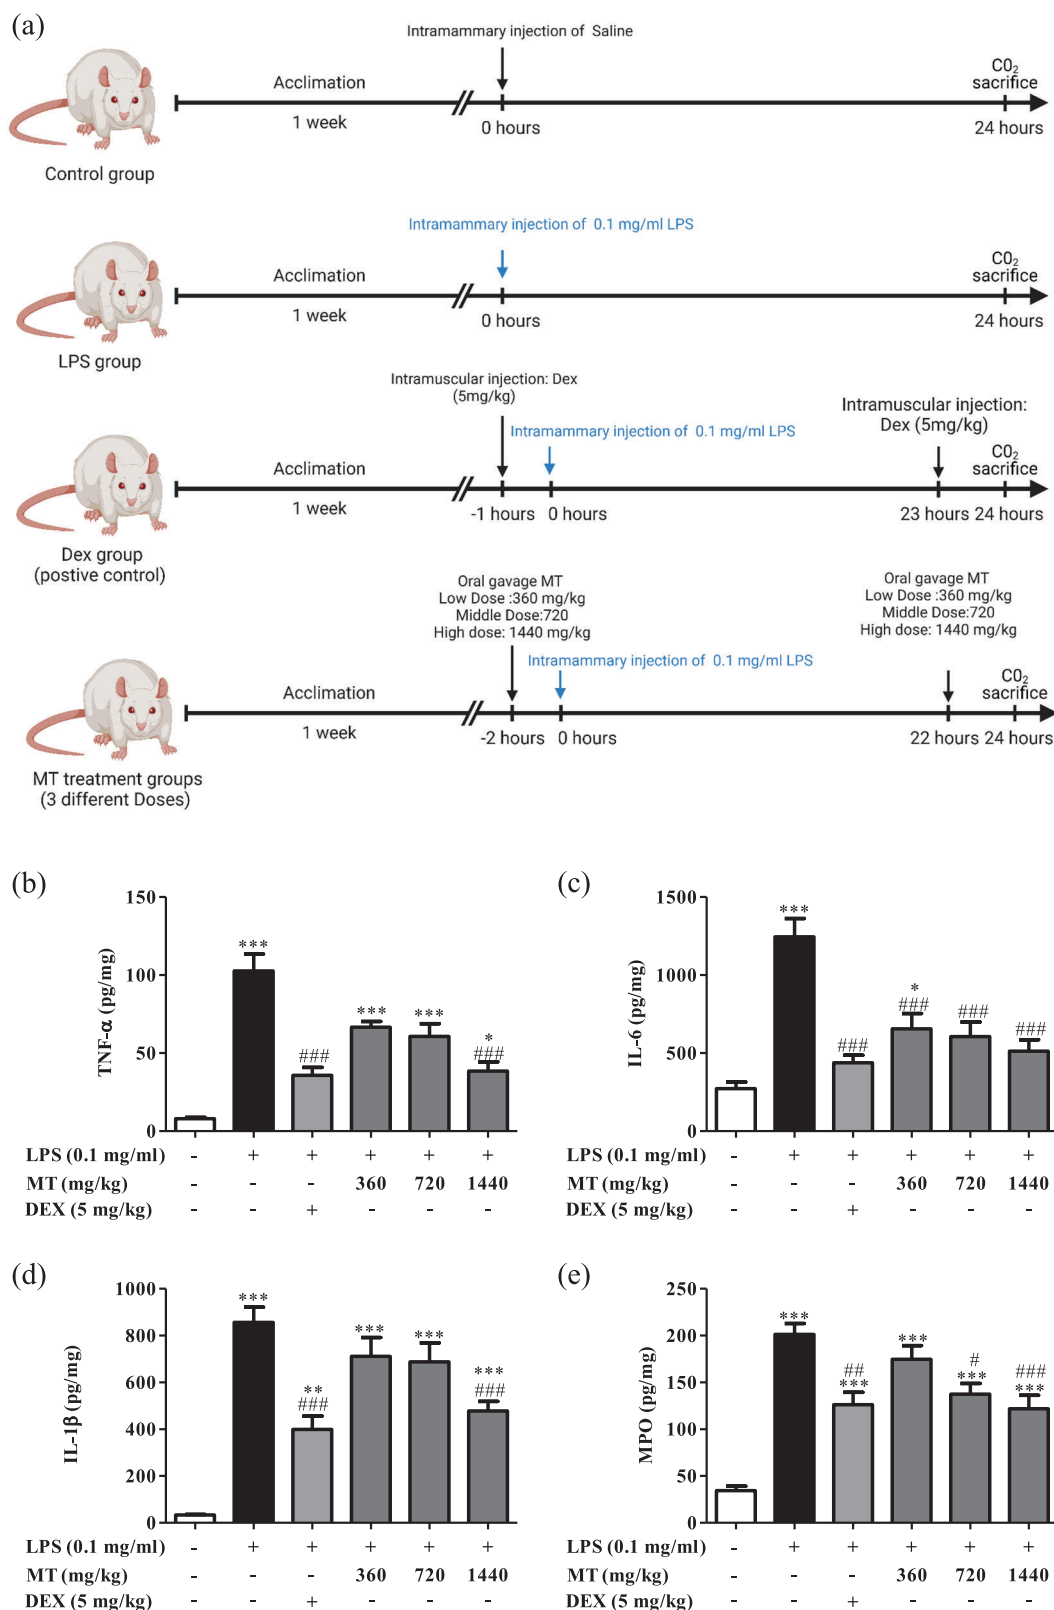 (a)
Intramammary injection of Saline
Acclimation
1 week
0 hours
C0₂
sacrifice
24 hours
Control group
Intramammary injection of 0.1 mg/ml LPS
Acclimation
1 week
0 hours
C0₂
sacrifice
24 hours
LPS group
Intramuscular injection: Dex
(5mg/kg)
Intramammary injection of 0.1 mg/ml LPS
Intramuscular injection:
Dex (5mg/kg)
C0₂
sacrifice
Acclimation
1 week
-1 hours 0 hours
23 hours 24 hours
Dex group
(postive control)
Oral gavage MT
Low Dose :360 mg/kg
Middle Dose:720
High dose: 1440 mg/kg
Intramammary injection of 0.1 mg/ml LPS
Oral gavage MT
Low Dose :360 mg/kg
Middle Dose:720
High dose: 1440 mg/kg
C0₂
sacrifice
Acclimation
1 week
-2 hours 0 hours
22 hours 24 hours
MT treatment groups
(3 different Doses)
(b)
TNF-α (pg/mg)
150
100
50
0
***
###
***
***
*
###
LPS (0.1 mg/ml) - + + + + +
MT (mg/kg) - - - 360 720 1440
DEX (5 mg/kg) - - + - - -
(c)
IL-6 (pg/mg)
1500
1000
500
0
***
###
*
###
###
###
LPS (0.1 mg/ml) - + + + + +
MT (mg/kg) - - - 360 720 1440
DEX (5 mg/kg) - - + - - -
(d)
IL-1β (pg/mg)
1000
800
600
400
200
0
***
**
###
***
***
***
###
LPS (0.1 mg/ml) - + + + + +
MT (mg/kg) - - - 360 720 1440
DEX (5 mg/kg) - - + - - -
(e)
MPO (pg/mg)
250
200
150
100
50
0
***
##
***
***
#
***
###
***
LPS (0.1 mg/ml) - + + + + +
MT (mg/kg) - - - 360 720 1440
DEX (5 mg/kg) - - + - - -